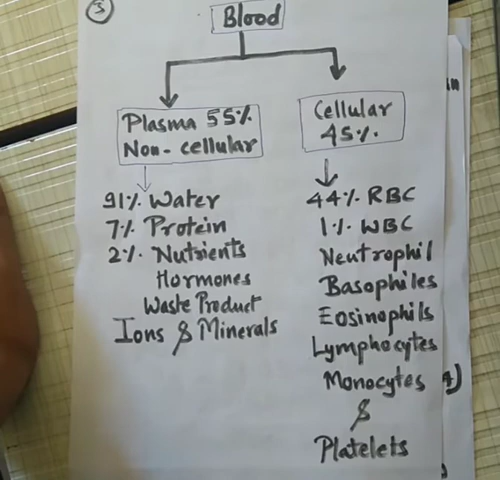 3
Blood
Plasma 55%
Non-cellular
91% Water
7% Protein
2% Nutrients
Hormones
Waste Product
Ions & Minerals
Cellular
45%
44% RBC
1% WBC
Neutrophil
Basophiles
Eosinophils
Lymphocytes
Monocytes
&
Platelets